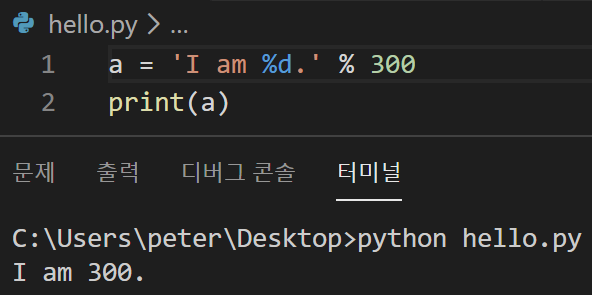 hello.py > ...
1 a = 'I am %d.' % 300
2 print(a)
문제 출력 디버그 콘솔 터미널
C:\Users\peter\Desktop>python hello.py
I am 300.